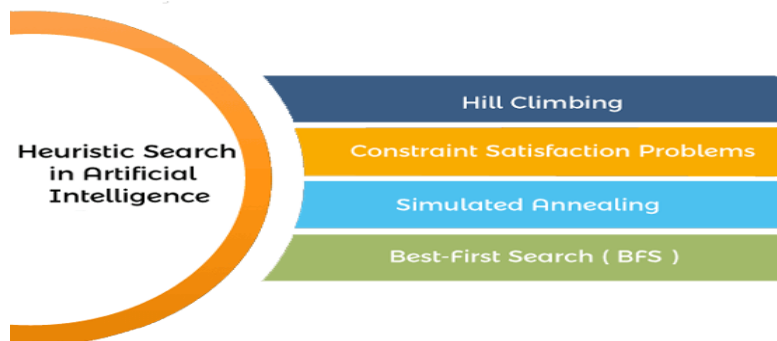 Heuristic Search
in Artificial
Intelligence
Hill Climbing
Constraint Satisfaction Problems
Simulated Annealing
Best-First Search ( BFS )